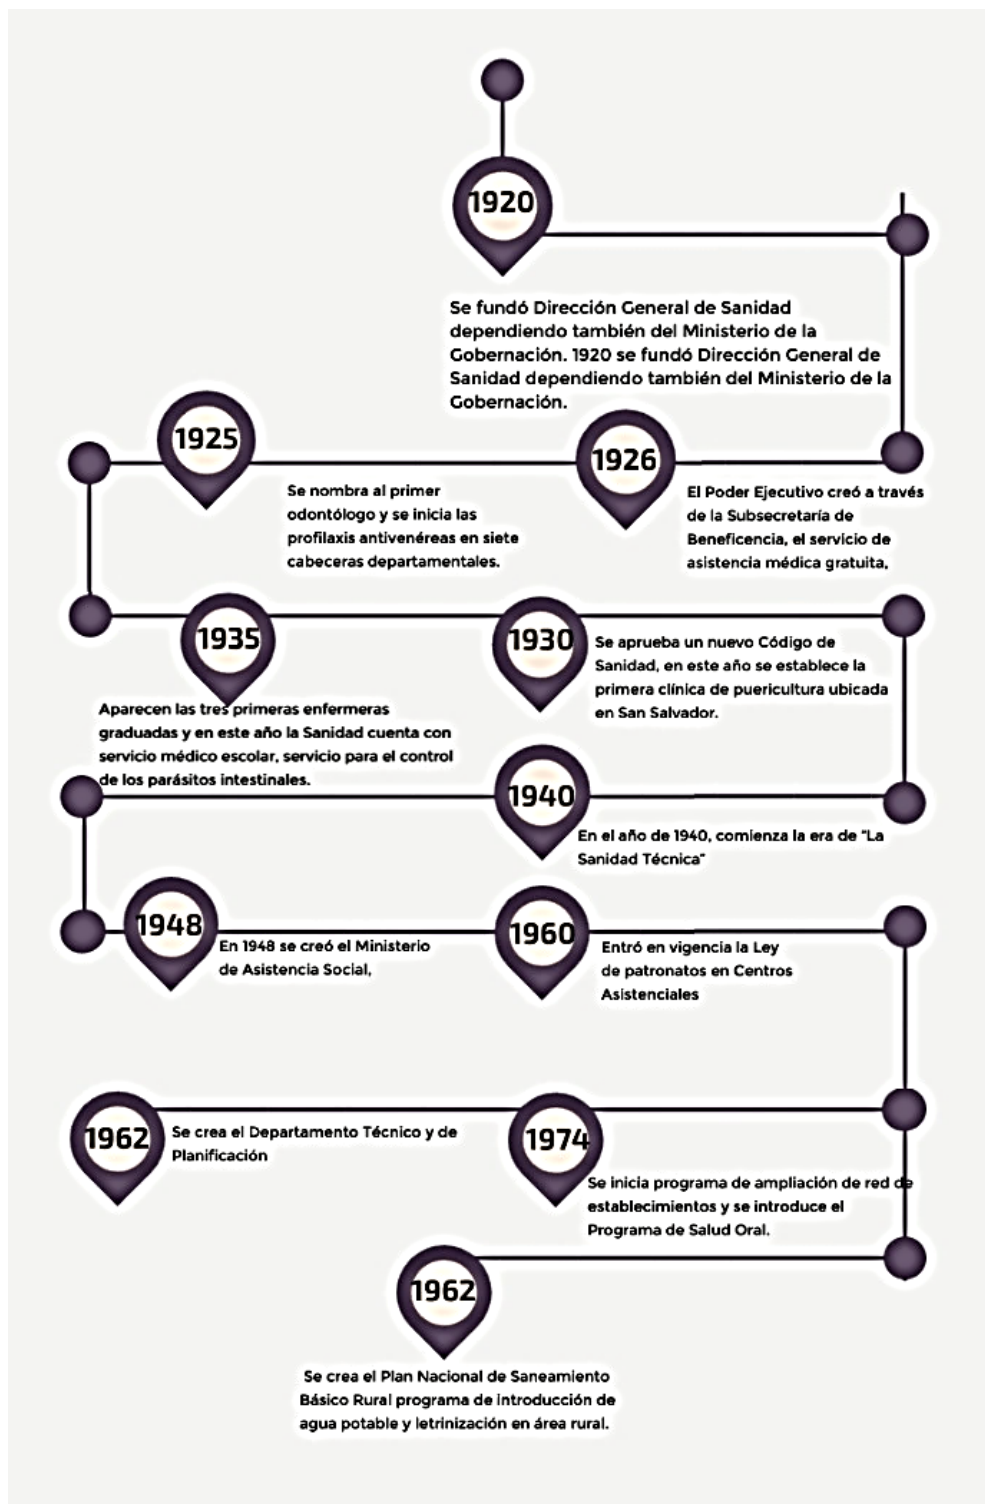 1920
Se fundó Dirección General de Sanidad
dependiendo también del Ministerio de la
Gobernación. 1920 se fundó Dirección General de
Sanidad dependiendo también del Ministerio de la
Gobernación.
1925
Se nombra al primer
odontólogo y se inicia las
profilaxis antivenéreas en siete
cabeceras departamentales.
1926
El Poder Ejecutivo creó a través
de la Subsecretaría de
Beneficencia, el servicio de
asistencia médica gratuita,
1935
Aparecen las tres primeras enfermeras
graduadas y en este año la Sanidad cuenta con
servicio médico escolar, servicio para el control
de los parásitos intestinales.
1930
Se aprueba un nuevo Código de
Sanidad, en este año se establece la
primera clínica de puericultura ubicada
en San Salvador.
1940
En el año de 1940, comienza la era de "La
Sanidad Técnica"
1948
En 1948 se creó el Ministerio
de Asistencia Social,
1960
Entró en vigencia la Ley
de patronatos en Centros
Asistenciales
1962
Se crea el Departamento Técnico y de
Planificación
1974
Se inicia programa de ampliación de red de
establecimientos y se introduce el
Programa de Salud Oral.
1962
Se crea el Plan Nacional de Saneamiento
Básico Rural programa de introducción de
agua potable y letrinización en área rural.